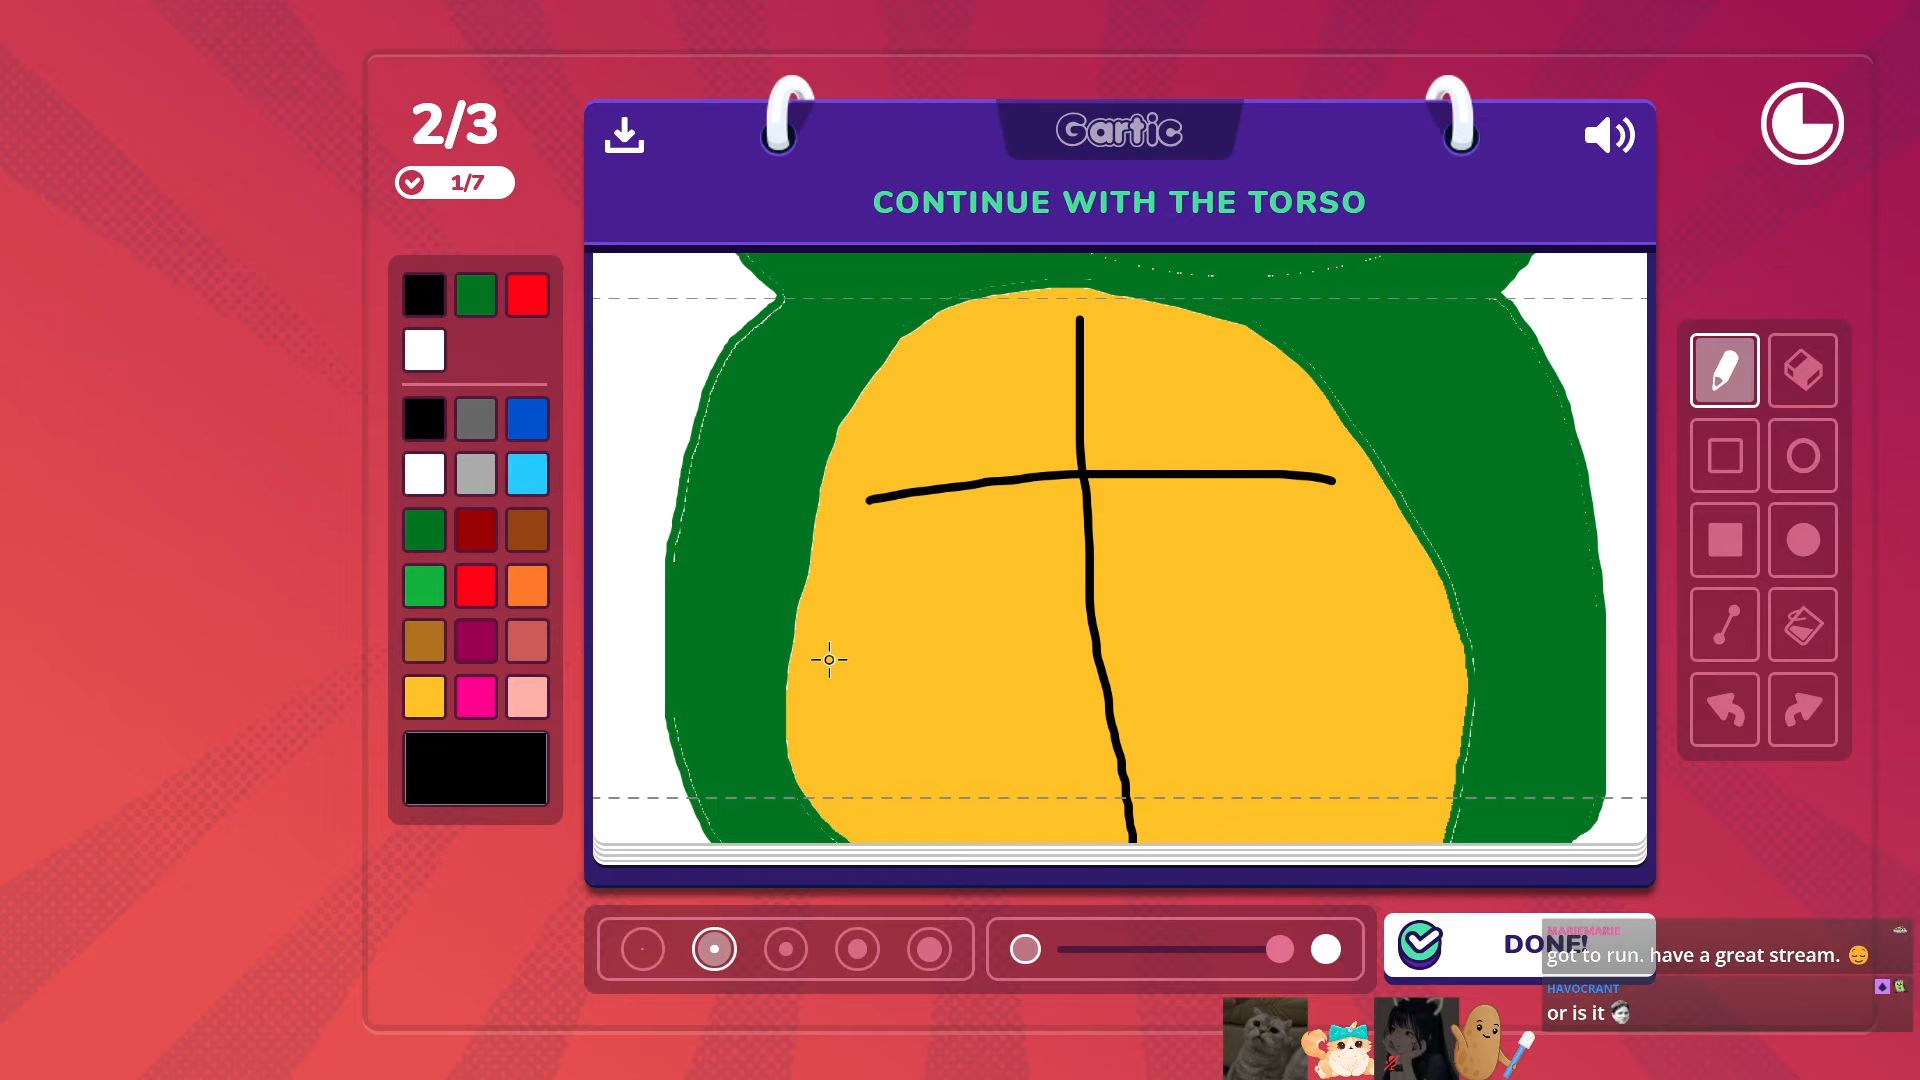 2/3
1/7
Gartic
CONTINUE WITH THE TORSO
DONE!
MARIEMARIE
got to run. have a great stream.
HAVOCRANT
or is it